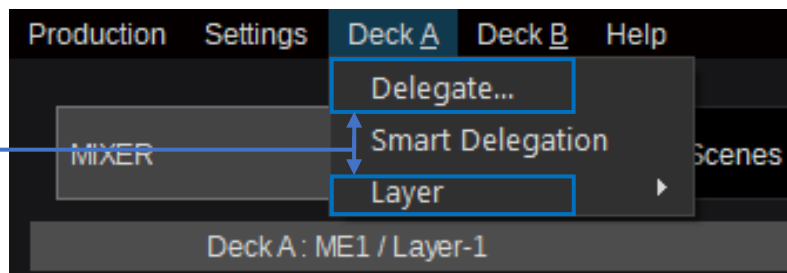 Production Settings Deck A Deck B Help
Delegate...
Smart Delegation
MIXER
Scenes
Layer
Deck A : ME1 / Layer-1